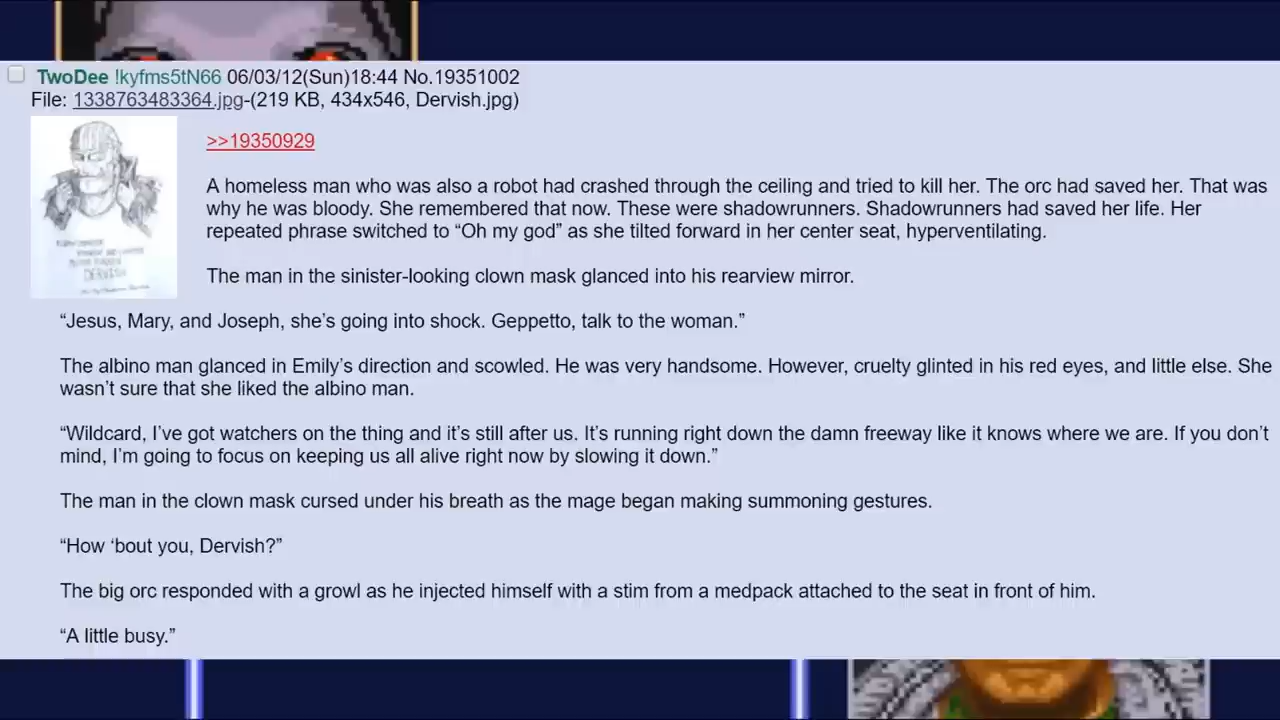 TwoDee !kyfms5tN66 06/03/12(Sun)18:44 No.19351002
File: 1338763483364.jpg-(219 KB, 434x546, Dervish.jpg)
>>19350929
A homeless man who was also a robot had crashed through the ceiling and tried to kill her. The orc had saved her. That was
why he was bloody. She remembered that now. These were shadowrunners. Shadowrunners had saved her life. Her
repeated phrase switched to “Oh my god” as she tilted forward in her center seat, hyperventilating.
The man in the sinister-looking clown mask glanced into his rearview mirror.
“Jesus, Mary, and Joseph, she’s going into shock. Geppetto, talk to the woman.”
The albino man glanced in Emily’s direction and scowled. He was very handsome. However, cruelty glinted in his red eyes, and little else. She
wasn’t sure that she liked the albino man.
“Wildcard, I’ve got watchers on the thing and it’s still after us. It’s running right down the damn freeway like it knows where we are. If you don’t
mind, I’m going to focus on keeping us all alive right now by slowing it down.”
The man in the clown mask cursed under his breath as the mage began making summoning gestures.
“How ‘bout you, Dervish?”
The big orc responded with a growl as he injected himself with a stim from a medpack attached to the seat in front of him.
“A little busy.”
DERVISH